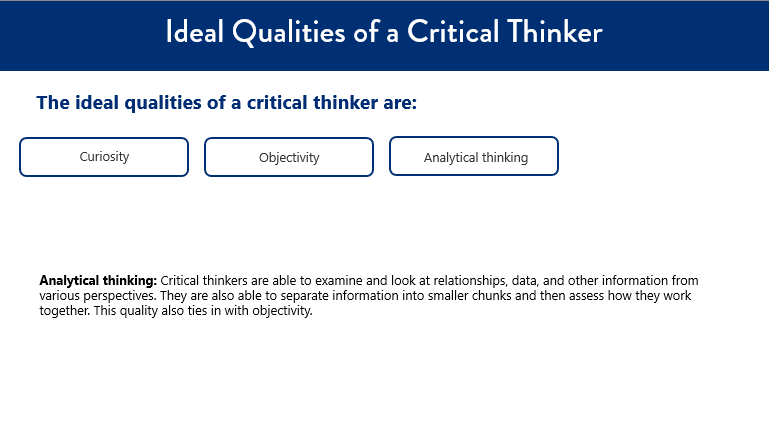 Ideal Qualities of a Critical Thinker
The ideal qualities of a critical thinker are:
Curiosity
Objectivity
Analytical thinking
Analytical thinking: Critical thinkers are able to examine and look at relationships, data, and other information from
various perspectives. They are also able to separate information into smaller chunks and then assess how they work
together. This quality also ties in with objectivity.